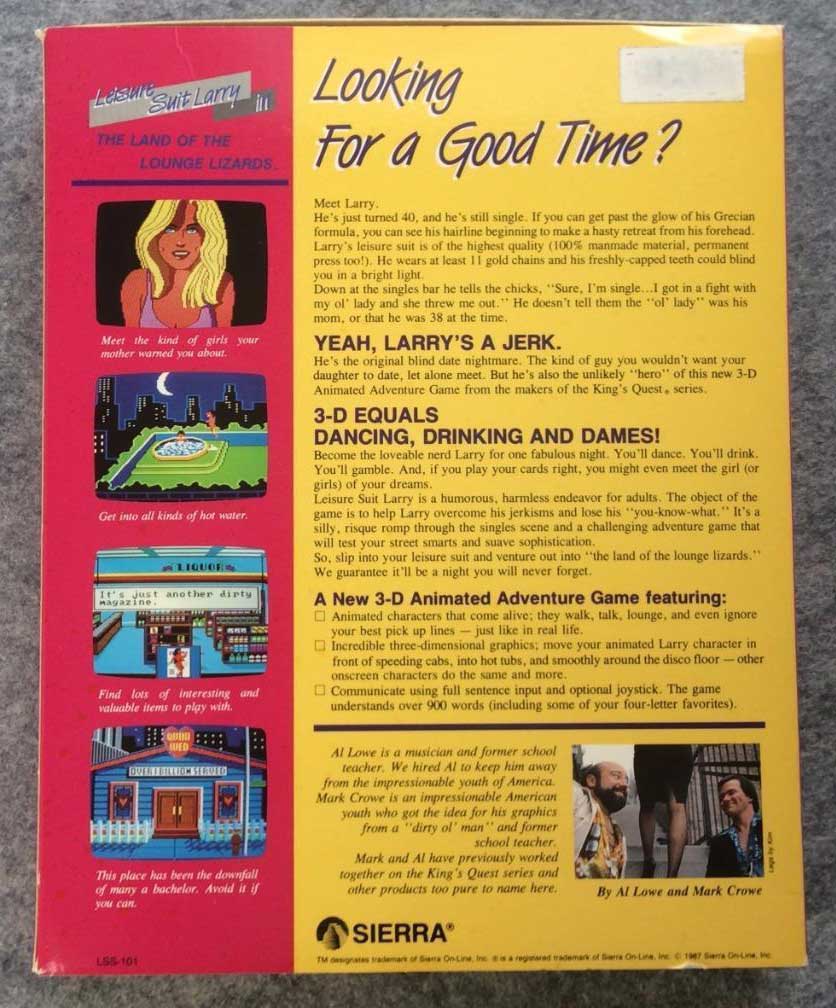 Leisure
Suit Larry in
THE LAND OF THE
LOUNGE LIZARDS™
Meet the kind of girls your
mother warned you about.
Get into all kinds of hot water.
LIQUOR
It's just another dirty
magazine.
Find lots of interesting and
valuable items to play with.
QUIKI
WED
OVER 1 BILLION SERVED
This place has been the downfall
of many a bachelor. Avoid it if
you can.
LSS-101
Looking
For a Good Time?
Meet Larry.
He's just turned 40, and he's still single. If you can get past the glow of his Grecian
formula, you can see his hairline beginning to make a hasty retreat from his forehead.
Larry's leisure suit is of the highest quality (100% manmade material, permanent
press too!). He wears at least 11 gold chains and his freshly-capped teeth could blind
you in a bright light.
Down at the singles bar he tells the chicks, "Sure, I'm single...I got in a fight with
my ol' lady and she threw me out." He doesn't tell them the "ol' lady" was his
mom, or that he was 38 at the time.
YEAH, LARRY'S A JERK.
He's the original blind date nightmare. The kind of guy you wouldn't want your
daughter to date, let alone meet. But he's also the unlikely "hero" of this new 3-D
Animated Adventure Game from the makers of the King's Quest® series.
3-D EQUALS
DANCING, DRINKING AND DAMES!
Become the loveable nerd Larry for one fabulous night. You'll dance. You'll drink.
You'll gamble. And, if you play your cards right, you might even meet the girl (or
girls) of your dreams.
Leisure Suit Larry is a humorous, harmless endeavor for adults. The object of the
game is to help Larry overcome his jerkisms and lose his "you-know-what." It's a
silly, risque romp through the singles scene and a challenging adventure game that
will test your street smarts and suave sophistication.
So, slip into your leisure suit and venture out into "the land of the lounge lizards."
We guarantee it'll be a night you will never forget.
A New 3-D Animated Adventure Game featuring:
☐ Animated characters that come alive; they walk, talk, lounge, and even ignore
your best pick up lines — just like in real life.
☐ Incredible three-dimensional graphics; move your animated Larry character in
front of speeding cabs, into hot tubs, and smoothly around the disco floor — other
onscreen characters do the same and more.
☐ Communicate using full sentence input and optional joystick. The game
understands over 900 words (including some of your four-letter favorites).
Al Lowe is a musician and former school
teacher. We hired Al to keep him away
from the impressionable youth of America.
Mark Crowe is an impressionable American
youth who got the idea for his graphics
from a "dirty ol' man" and former
school teacher.
Mark and Al have previously worked
together on the King's Quest series and
other products too pure to name here.
Legs by: Kim
By Al Lowe and Mark Crowe
SIERRA®
TM designates trademark of Sierra On-Line, Inc. ® is a registered trademark of Sierra On-Line, Inc. © 1987 Sierra On-Line, Inc.